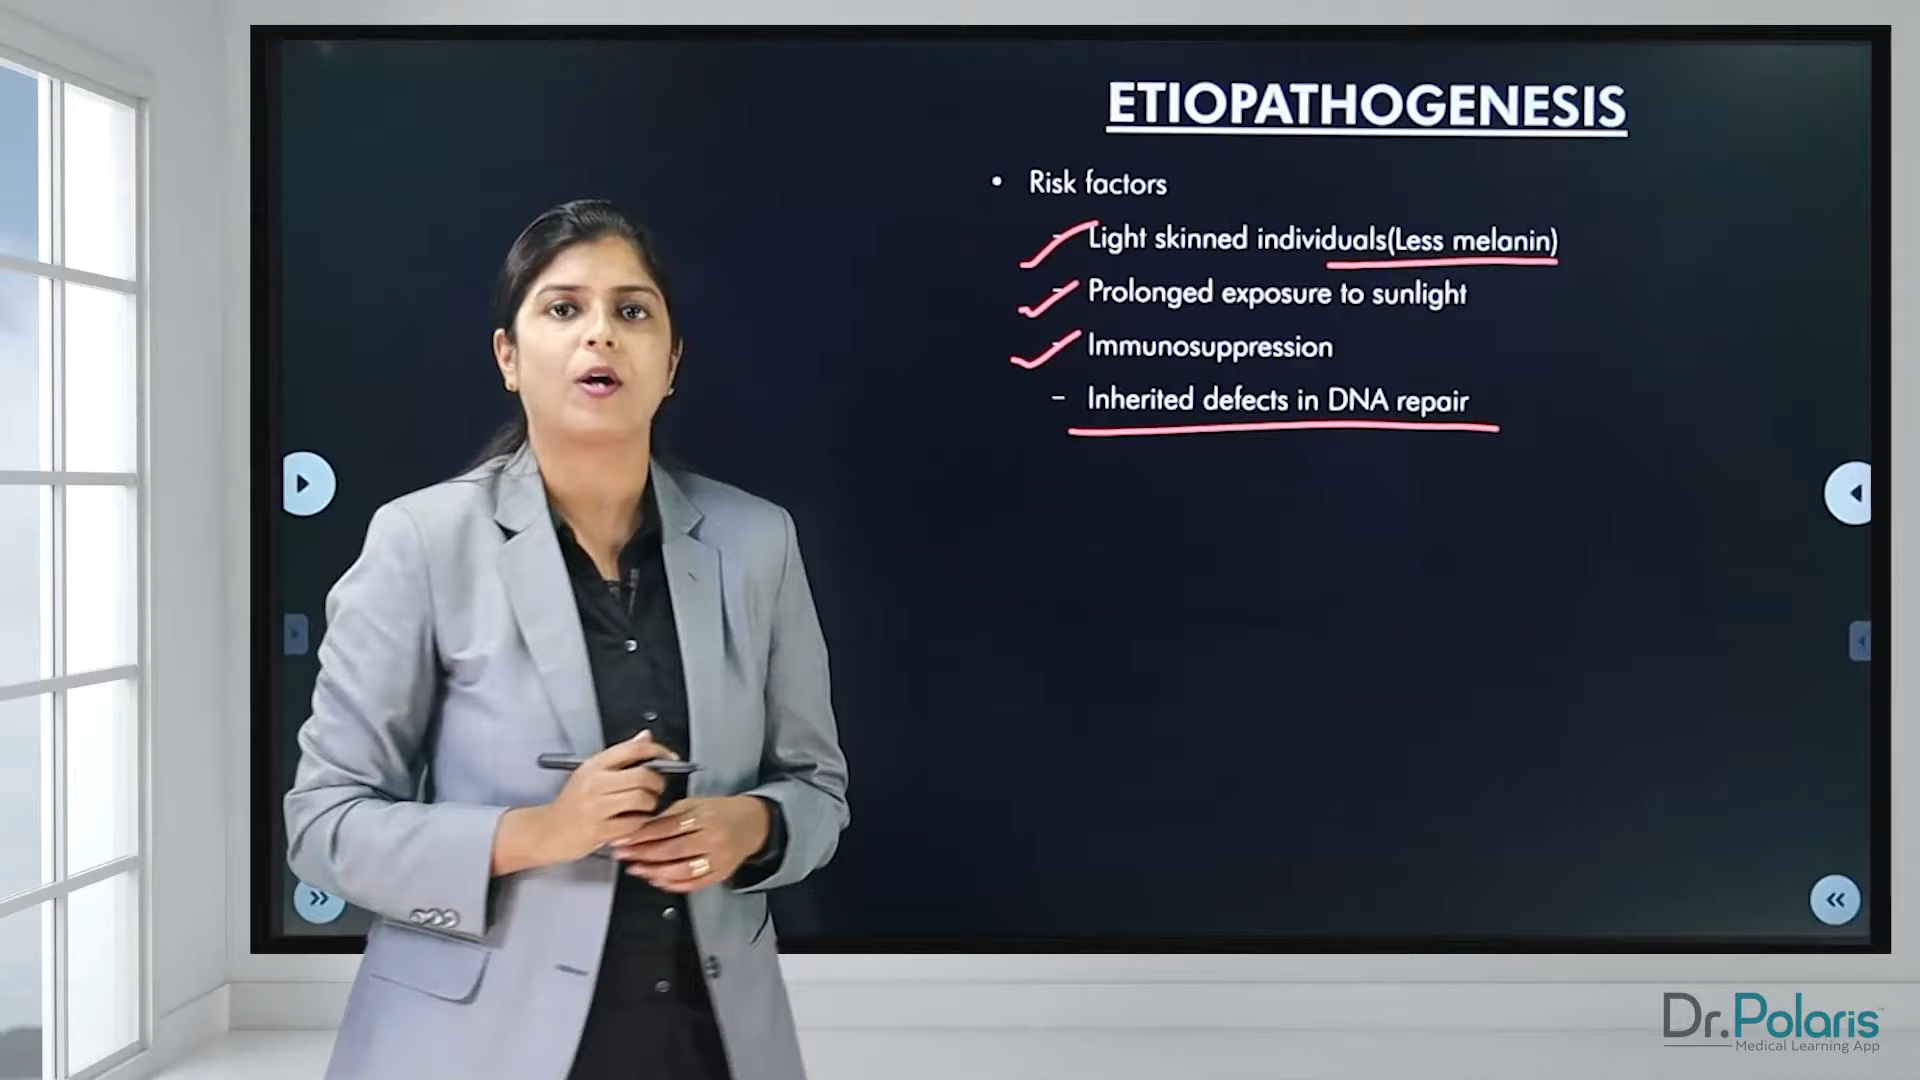 ETIOPATHOGENESIS
• Risk factors
– Light skinned individuals(Less melanin)
– Prolonged exposure to sunlight
– Immunosuppression
– Inherited defects in DNA repair
Dr.Polaris
Medical Learning App